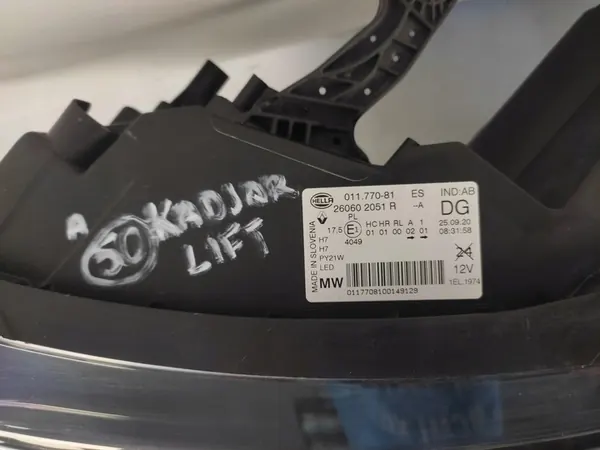 A
50 KADJAR
LIFT
HELLA 011.770-81 ES IND:AB
26060 2051 R -A DG
PL
17.5 E1 HC HR RL A 1 25.09.20
4049 01 01 00 02 01 08:31:58
H7
H7
PY21W
LED
24
12V
MADE IN SLOVENIA
MW
0117708100149129
1EL.1974